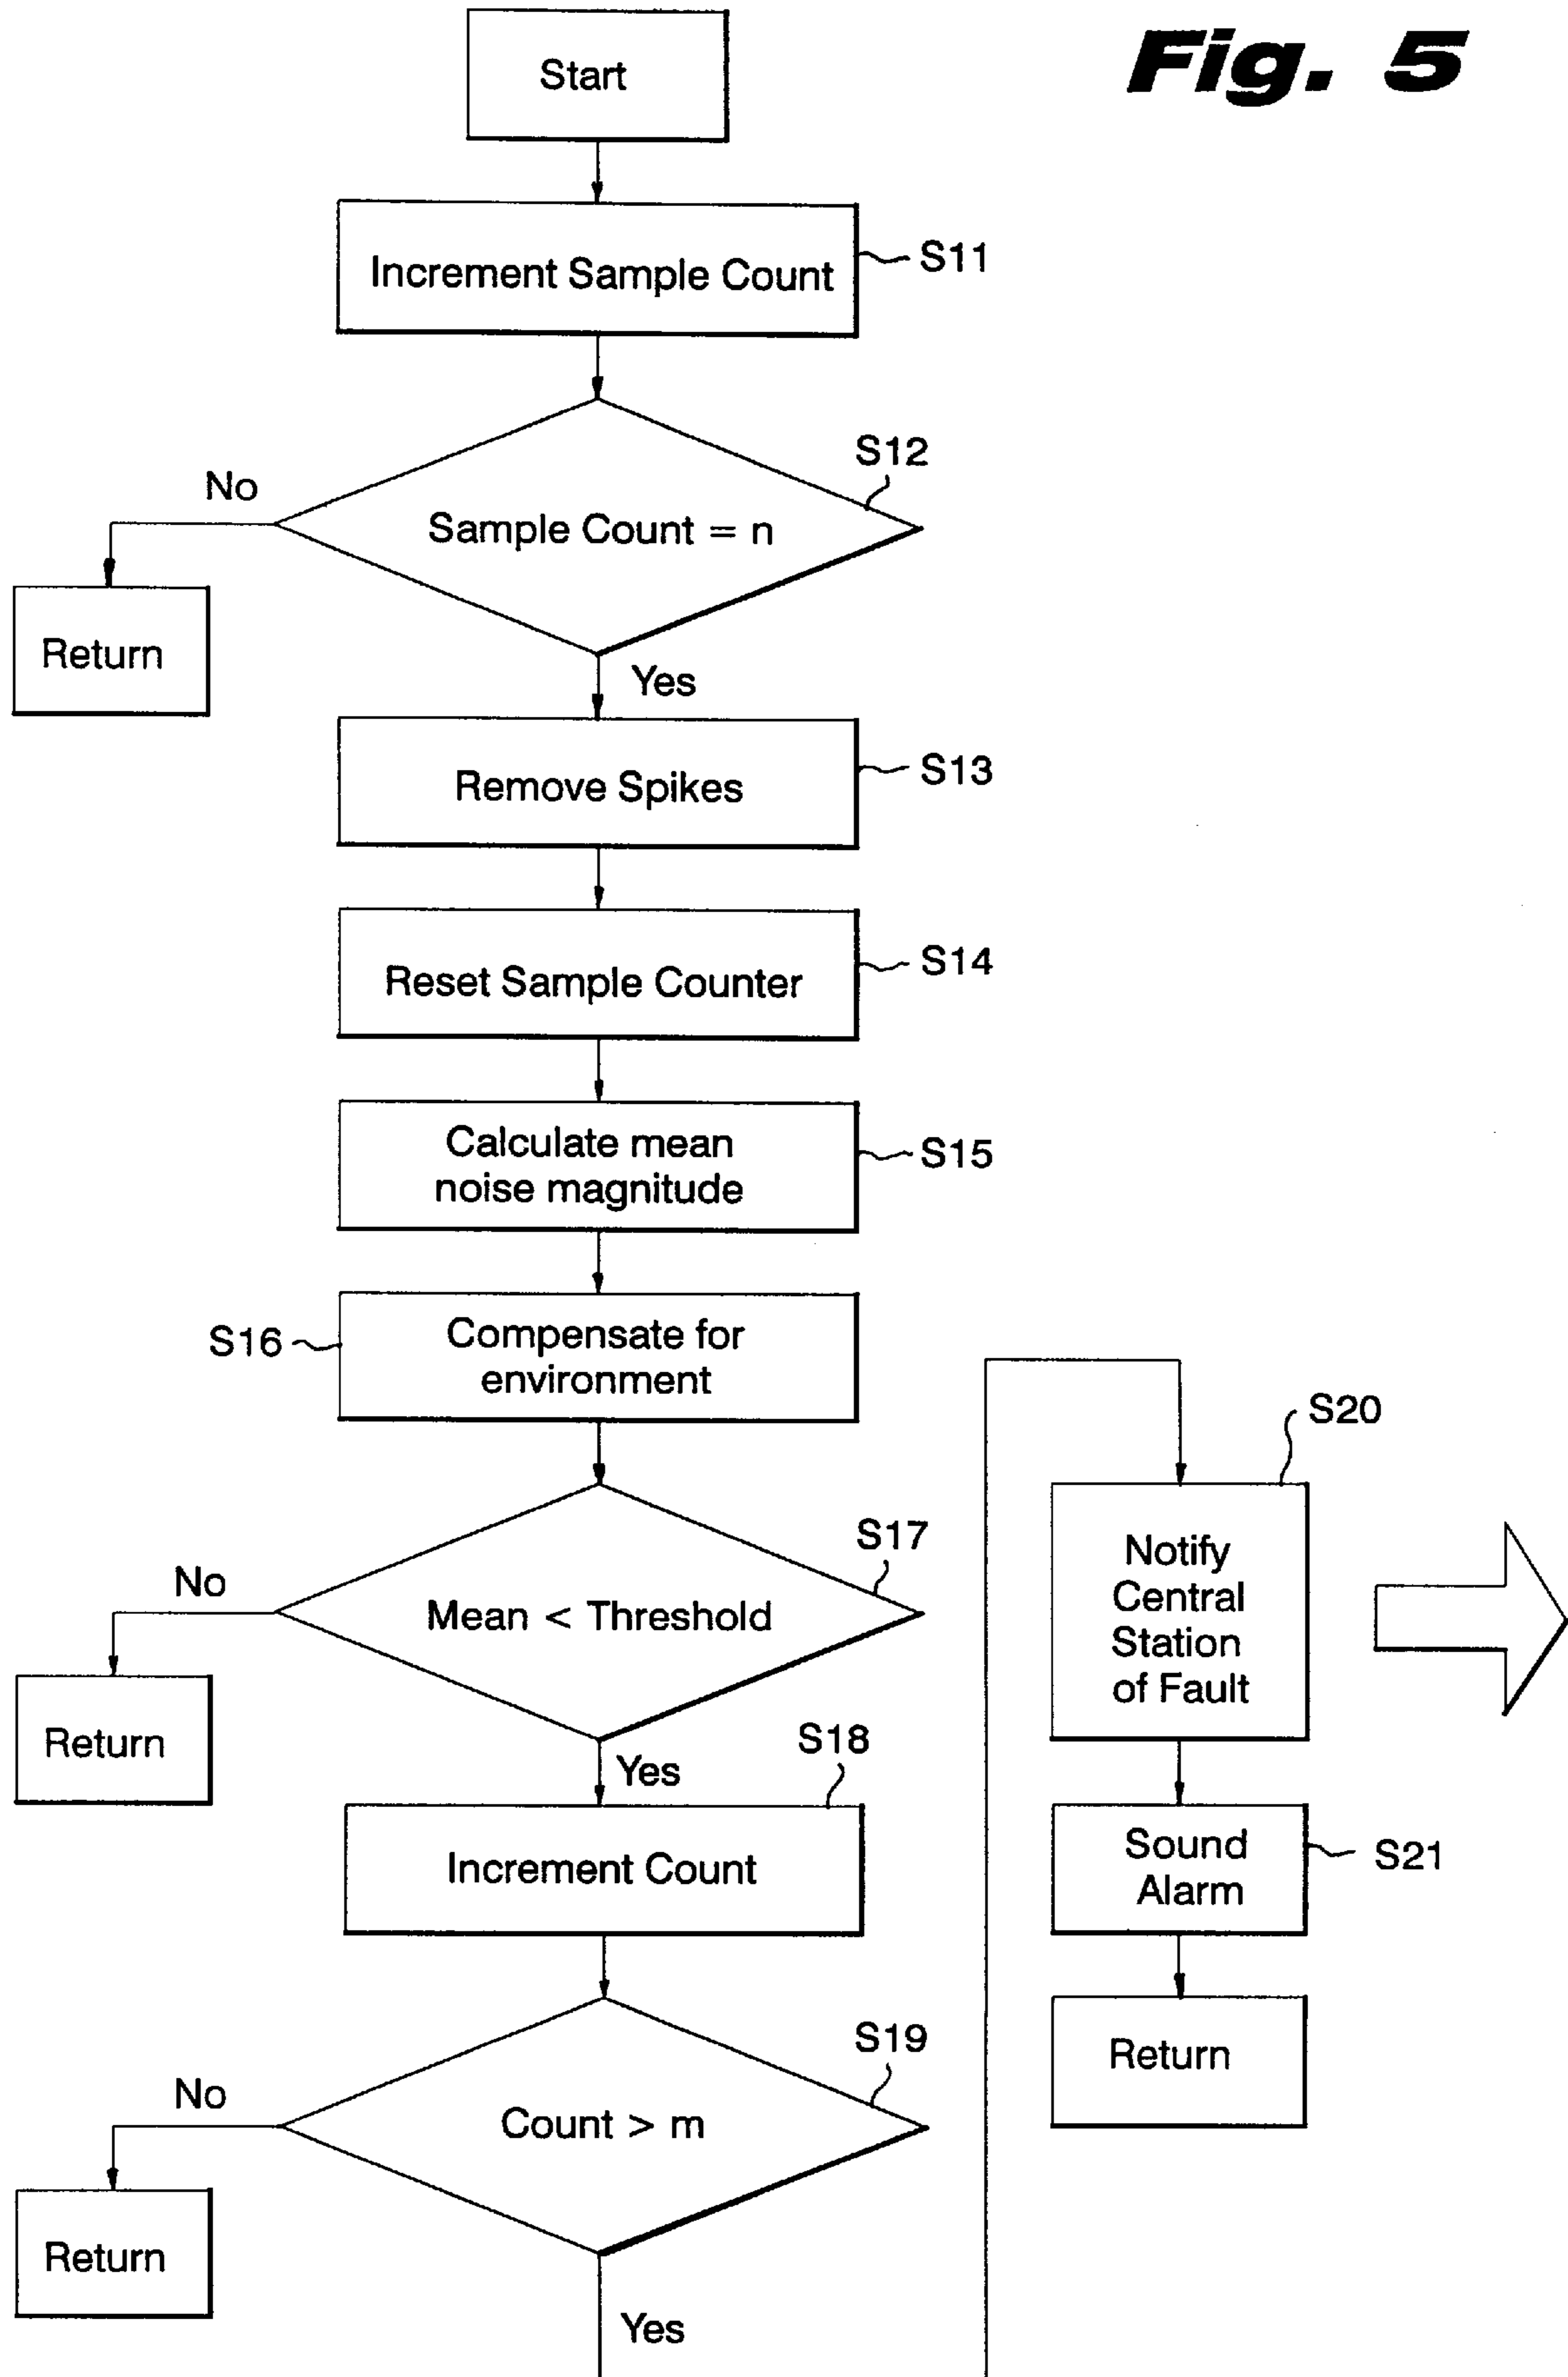 Fig. 5
Start
Increment Sample Count
S11
S12
No
Sample Count = n
Return
Yes
Remove Spikes
S13
Reset Sample Counter
S14
Calculate mean
noise magnitude
S15
S16
Compensate for
environment
S17
No
Mean < Threshold
Return
Yes
S18
Increment Count
S19
No
Count > m
Return
Yes
S20
Notify
Central
Station
of Fault
Sound
Alarm
S21
Return